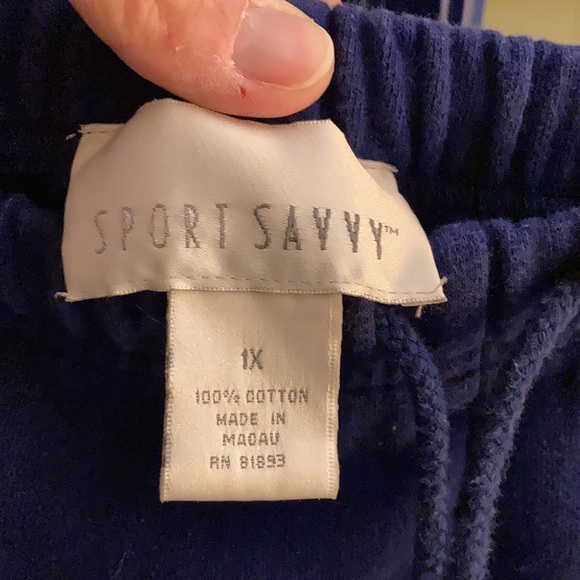 SPORT SAVVY™
1X
100% COTTON
MADE IN
MACAU
RN 81893